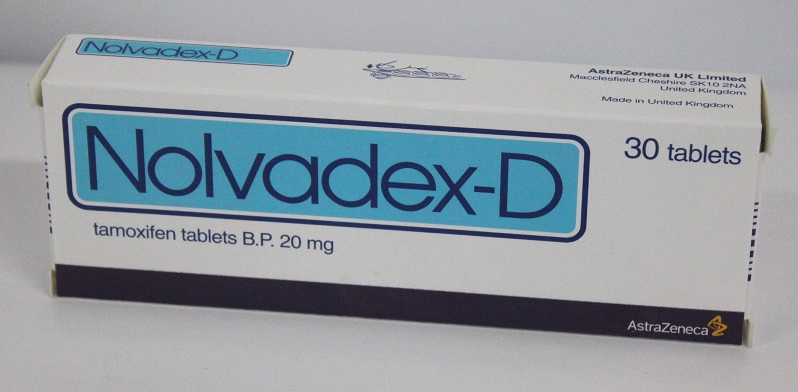 Nolvadex-D
AstraZeneca UK Limited
Macclesfield Cheshire SK10 2NA
United Kingdom
Made in United Kingdom
Nolvadex-D
30 tablets
tamoxifen tablets B.P. 20 mg
AstraZeneca